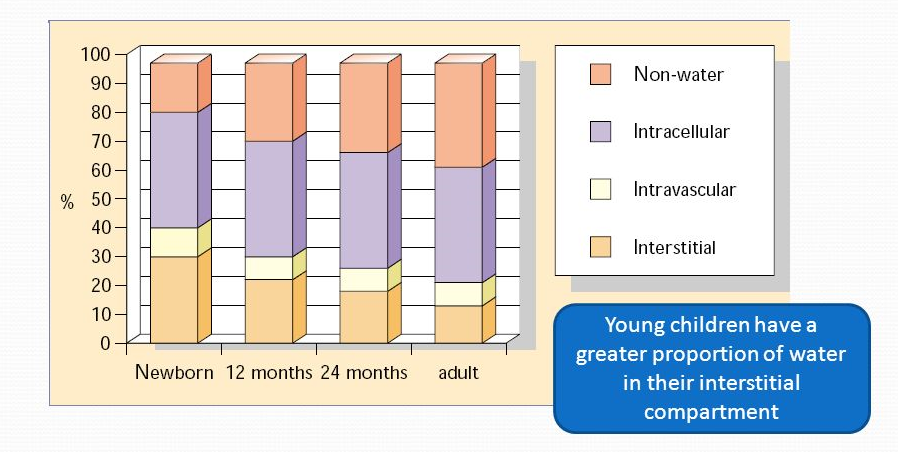 100
90
80
70
60
% 50
40
30
20
10
0
Newborn 12 months 24 months adult
Non-water
Intracellular
Intravascular
Interstitial
Young children have a
greater proportion of water
in their interstitial
compartment